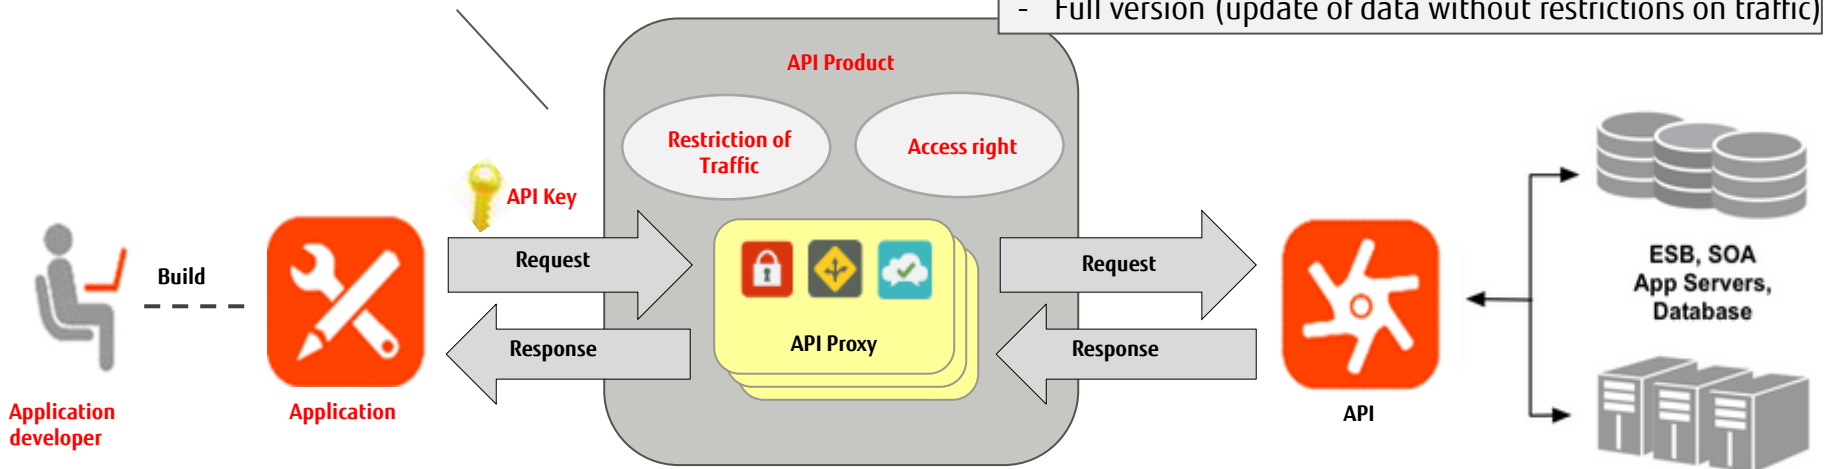 - Full version (update of data without restrictions on traffic)
API Product
Restriction of
Traffic
Access right
API Key
Build
Request
Request
API Proxy
Response
Response
ESB, SOA
App Servers,
Database
Application
developer
Application
API